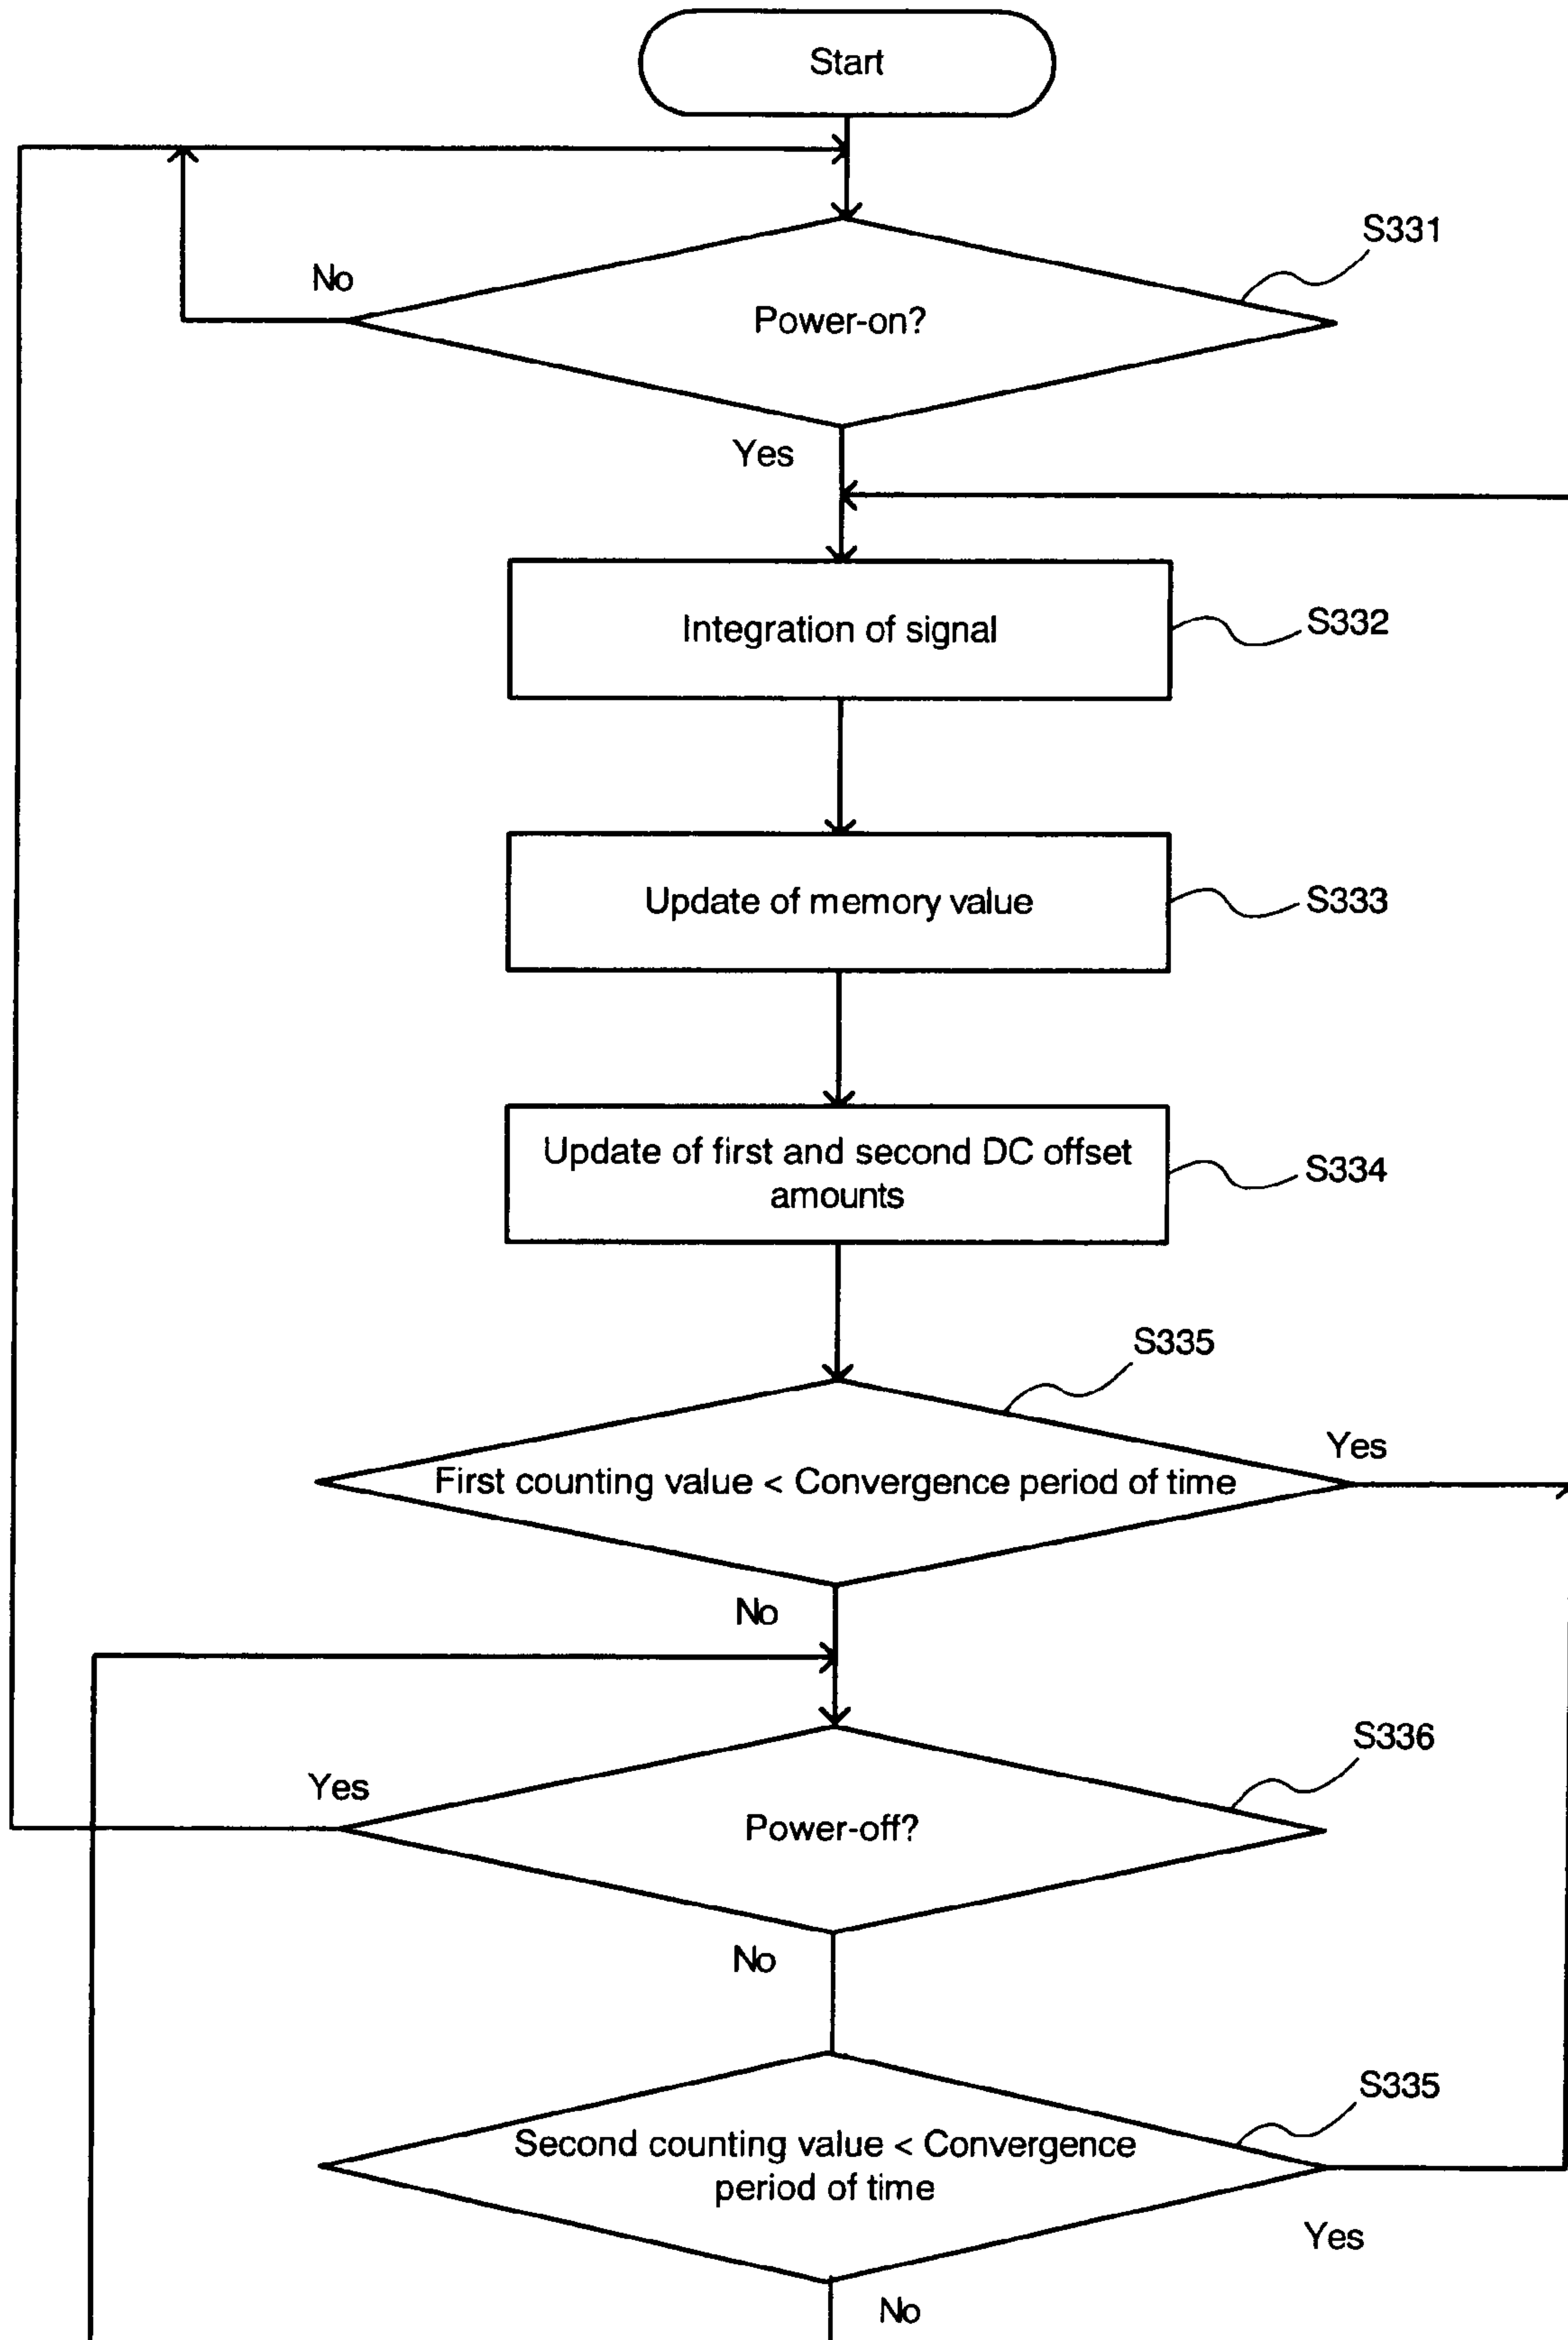 Start
S331
No
Power-on?
Yes
Integration of signal
S332
Update of memory value
S333
Update of first and second DC offset
amounts
S334
S335
Yes
First counting value < Convergence period of time
No
S336
Yes
Power-off?
No
S335
Second counting value < Convergence
period of time
Yes
No